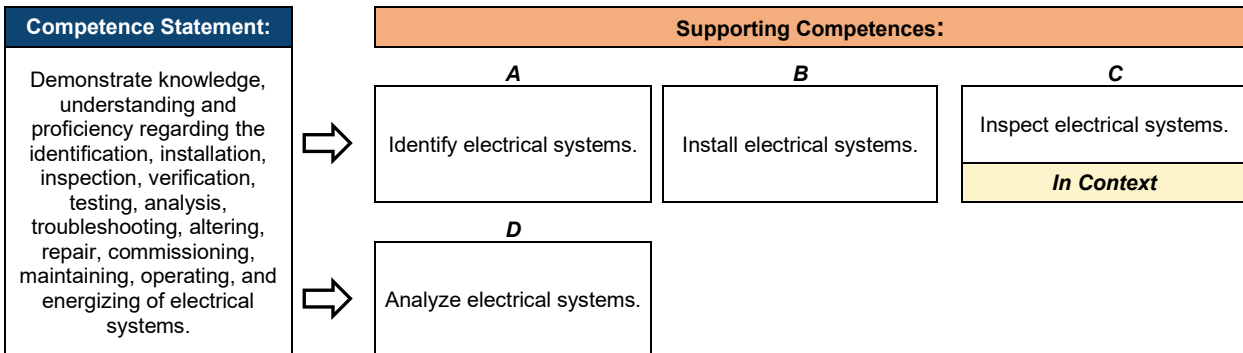 Competence Statement:
Demonstrate knowledge,
understanding and
proficiency regarding the
identification, installation,
inspection, verification,
testing, analysis,
troubleshooting, altering,
repair, commissioning,
maintaining, operating, and
energizing of electrical
systems.
Supporting Competences:
A
Identify electrical systems.
B
Install electrical systems.
C
Inspect electrical systems.
In Context
D
Analyze electrical systems.